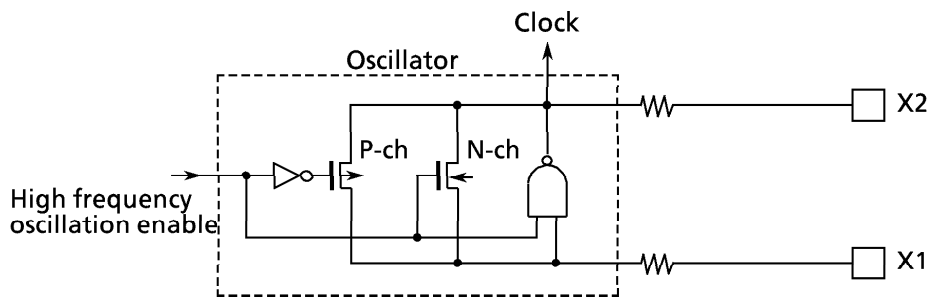 Clock
Oscillator
X2
P-ch
N-ch
High frequency
oscillation enable
X1